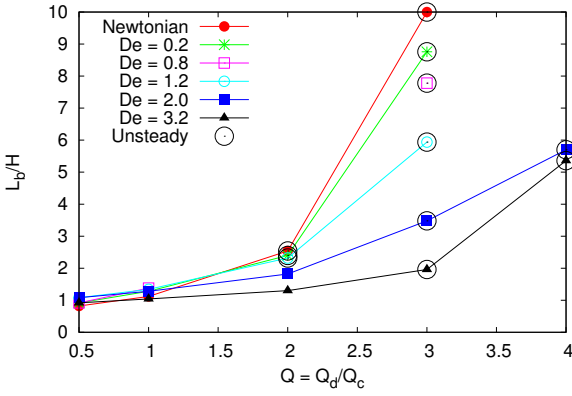 Newtonian
De = 0.2
De = 0.8
De = 1.2
De = 2.0
De = 3.2
Unsteady
10
9
8
7
6
5
4
3
2
1
0
L_b/H
0.5 1 1.5 2 2.5 3 3.5 4
Q = Q_d/Q_c